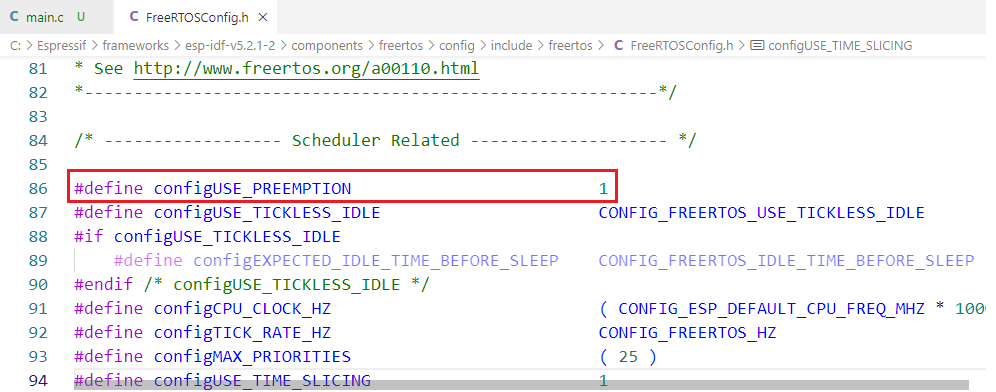 main.c U FreeRTOSConfig.h
C: > Espressif > frameworks > esp-idf-v5.2.1-2 > components > freertos > config > include > freertos > C FreeRTOSConfig.h > configUSE_TIME_SLICING
81 * See http://www.freertos.org/a00110.html
82 *----------------------------------------------------------*/
83
84 /* ------------------ Scheduler Related -------------------- */
85
86 #define configUSE_PREEMPTION 1
87 #define configUSE_TICKLESS_IDLE CONFIG_FREERTOS_USE_TICKLESS_IDLE
88 #if configUSE_TICKLESS_IDLE
89 #define configEXPECTED_IDLE_TIME_BEFORE_SLEEP CONFIG_FREERTOS_IDLE_TIME_BEFORE_SLEEP
90 #endif /* configUSE_TICKLESS_IDLE */
91 #define configCPU_CLOCK_HZ ( CONFIG_ESP_DEFAULT_CPU_FREQ_MHZ * 100
92 #define configTICK_RATE_HZ CONFIG_FREERTOS_HZ
93 #define configMAX_PRIORITIES ( 25 )
94 #define configUSE_TIME_SLICING 1